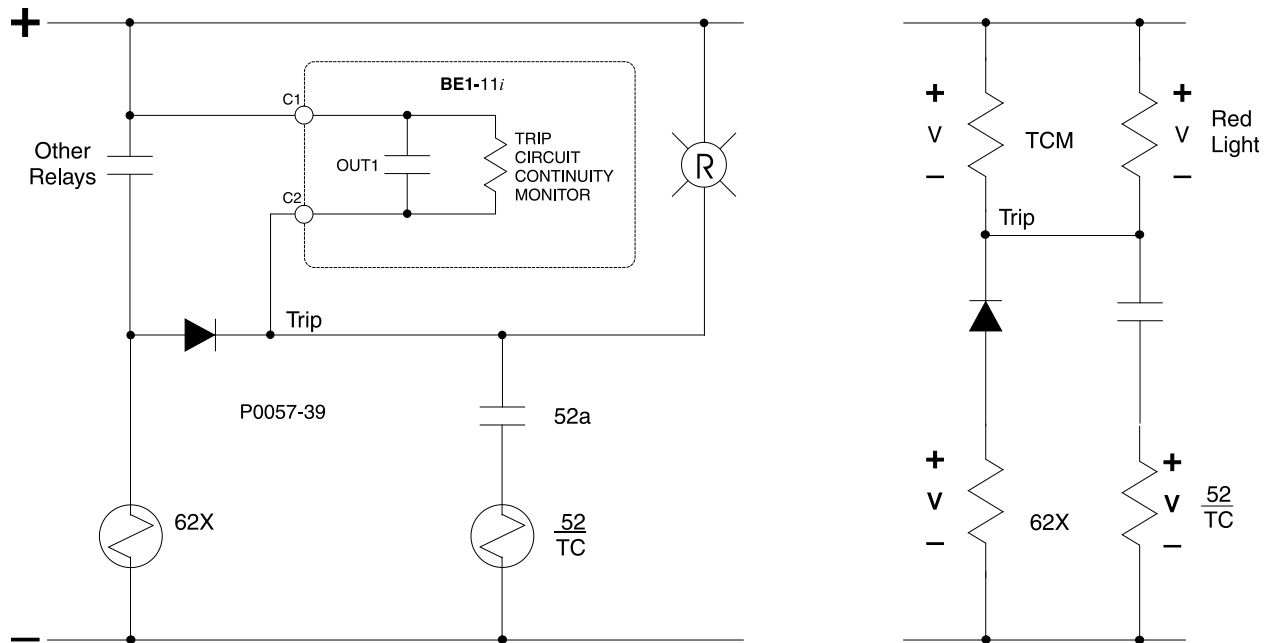 +
BE1-11i
C1
Other
Relays
OUT1
TRIP
CIRCUIT
CONTINUITY
MONITOR
C2
R
Trip
P0057-39
52a
62X
52
TC
–
+
V
–
TCM
+
V
–
Red
Light
Trip
+
V
–
62X
+
V
–
52
TC